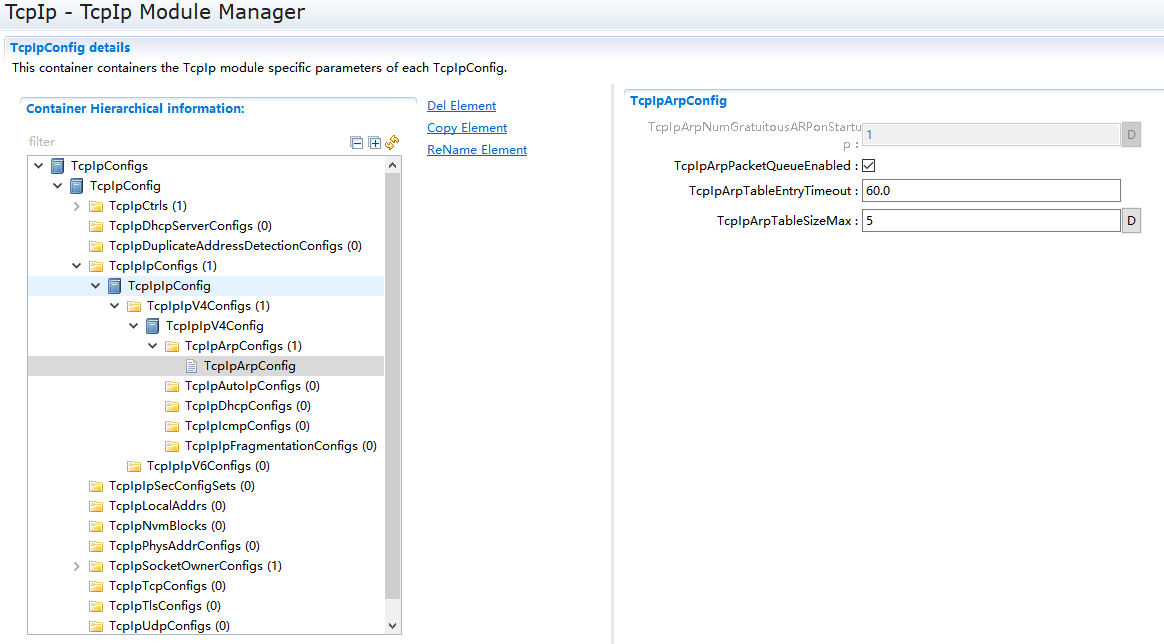 TcpIp - TcpIp Module Manager
TcpIpConfig details
This container containers the TcpIp module specific parameters of each TcpIpConfig.
Container Hierarchical information:
filter
TcpIpConfigs
TcpIpConfig
TcpIpCtrls (1)
TcpIpDhcpServerConfigs (0)
TcpIpDuplicateAddressDetectionConfigs (0)
TcpIpIpConfigs (1)
TcpIpIpConfig
TcpIpIpV4Configs (1)
TcpIpIpV4Config
TcpIpArpConfigs (1)
TcpIpArpConfig
TcpIpAutoIpConfigs (0)
TcpIpDhcpConfigs (0)
TcpIpIcmpConfigs (0)
TcpIpIpFragmentationConfigs (0)
TcpIpIpV6Configs (0)
TcpIpIpSecConfigSets (0)
TcpIpLocalAddrs (0)
TcpIpNvmBlocks (0)
TcpIpPhysAddrConfigs (0)
TcpIpSocketOwnerConfigs (1)
TcpIpTcpConfigs (0)
TcpIpTlsConfigs (0)
TcpIpUdpConfigs (0)
Del Element
Copy Element
ReName Element
TcpIpArpConfig
TcpIpArpNumGratuitousARPonStartu
p : 1 D
TcpIpArpPacketQueueEnabled :
TcpIpArpTableEntryTimeout : 60.0
TcpIpArpTableSizeMax : 5 D